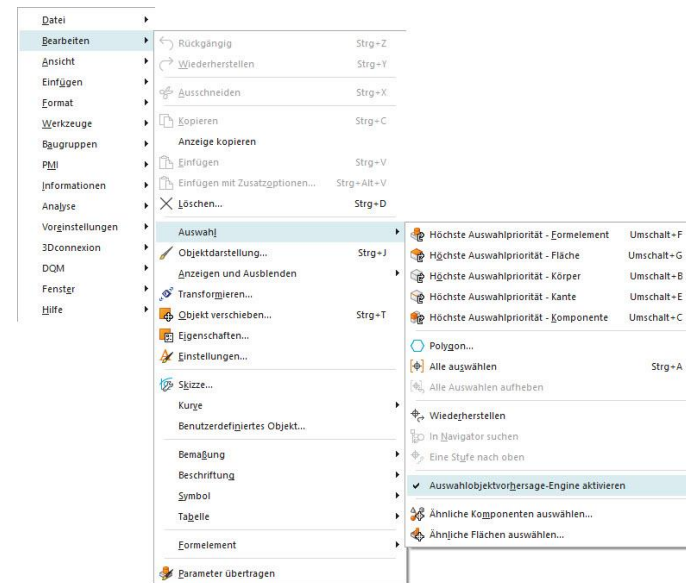 Datei
Bearbeiten
Ansicht
Einfügen
Format
Werkzeuge
Baugruppen
PMI
Informationen
Analyse
Voreinstellungen
3Dconnexion
DQM
Fenster
Hilfe
Rückgängig Strg+Z
Wiederherstellen Strg+Y
Ausschneiden Strg+X
Kopieren Strg+C
Anzeige kopieren
Einfügen Strg+V
Einfügen mit Zusatzoptionen... Strg+Alt+V
Löschen... Strg+D
Auswahl
Objektdarstellung... Strg+J
Anzeigen und Ausblenden
Transformieren...
Objekt verschieben... Strg+T
Eigenschaften...
Einstellungen...
Skizze...
Kurve
Benutzerdefiniertes Objekt...
Bemaßung
Beschriftung
Symbol
Tabelle
Formelement
Parameter übertragen
Höchste Auswahlpriorität - Formelement Umschalt+F
Höchste Auswahlpriorität - Fläche Umschalt+G
Höchste Auswahlpriorität - Körper Umschalt+B
Höchste Auswahlpriorität - Kante Umschalt+E
Höchste Auswahlpriorität - Komponente Umschalt+C
Polygon...
Alle auswählen Strg+A
Alle Auswahlen aufheben
Wiederherstellen
In Navigator suchen
Eine Stufe nach oben
Auswahlobjektvorhersage-Engine aktivieren
Ähnliche Komponenten auswählen...
Ähnliche Flächen auswählen...